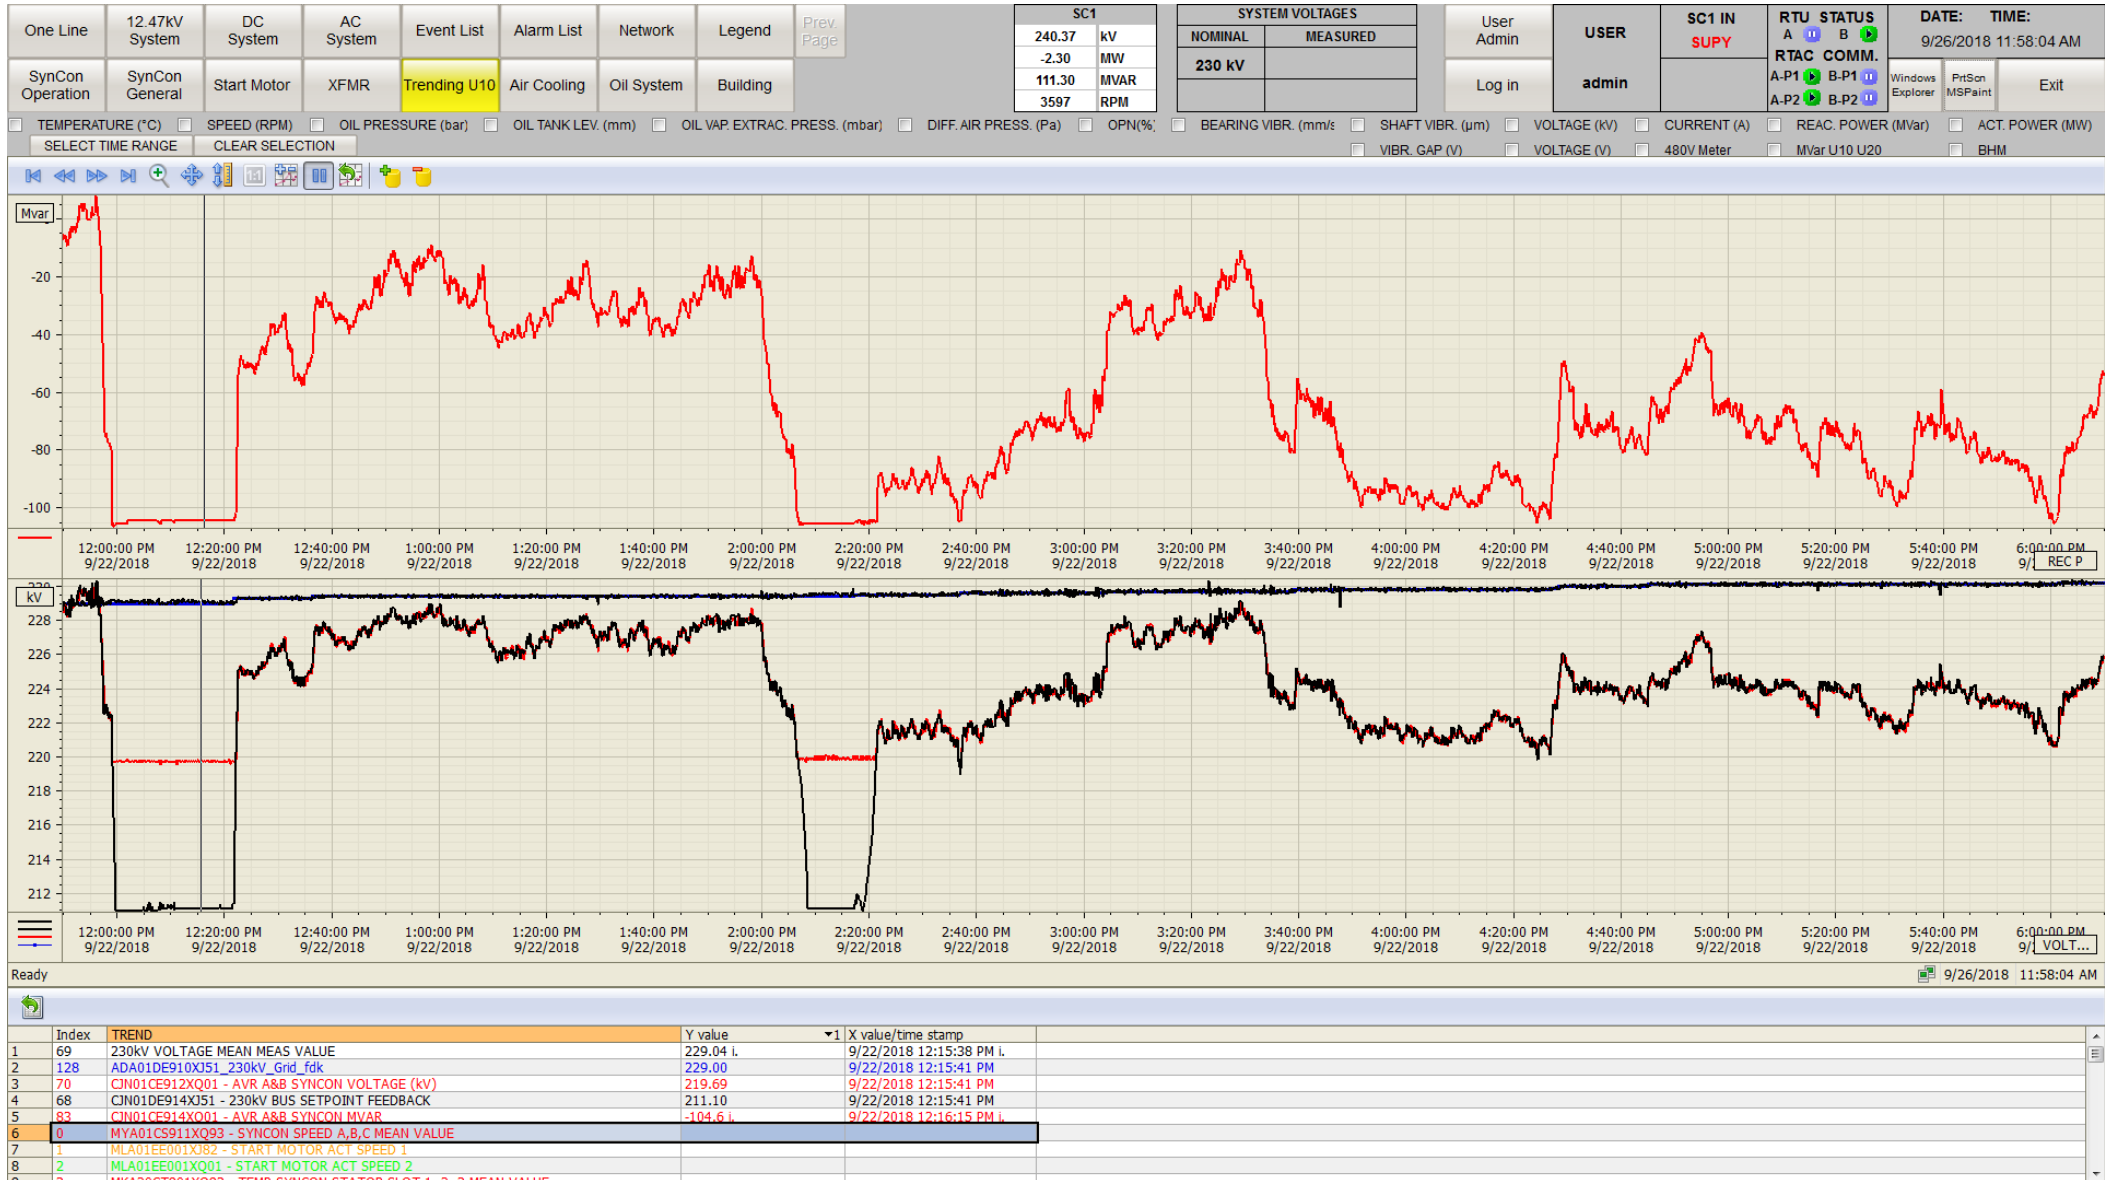 One Line
12.47kV System
DC System
AC System
Event List
Alarm List
Network
Legend
Prev. Page
SynCon Operation
SynCon General
Start Motor
XFMR
Trending U10
Air Cooling
Oil System
Building
SC1
240.37 kV
-2.30 MW
111.30 MVAR
3597 RPM
SYSTEM VOLTAGES
NOMINAL MEASURED
230 kV
User Admin
Log in
USER
admin
SC1 IN
SUPY
RTU STATUS
A B
RTAC COMM.
A-P1 B-P1
A-P2 B-P2
DATE: TIME:
9/26/2018 11:58:04 AM
Windows Explorer
PrtScn MSPaint
Exit
TEMPERATURE (°C) SPEED (RPM) OIL PRESSURE (bar) OIL TANK LEV. (mm) OIL VAP. EXTRAC. PRESS. (mbar) DIFF. AIR PRESS. (Pa) OPN(%) BEARING VIBR. (mm/s SHAFT VIBR. (µm) VOLTAGE (kV) CURRENT (A) REAC. POWER (MVar) ACT. POWER (MW)
SELECT TIME RANGE CLEAR SELECTION VIBR. GAP (V) VOLTAGE (V) 480V Meter MVar U10 U20 BHM
1:1
Mvar
-20
-40
-60
-80
-100
12:00:00 PM 12:20:00 PM 12:40:00 PM 1:00:00 PM 1:20:00 PM 1:40:00 PM 2:00:00 PM 2:20:00 PM 2:40:00 PM 3:00:00 PM 3:20:00 PM 3:40:00 PM 4:00:00 PM 4:20:00 PM 4:40:00 PM 5:00:00 PM 5:20:00 PM 5:40:00 PM 6:00:00 PM
9/22/2018 9/22/2018 9/22/2018 9/22/2018 9/22/2018 9/22/2018 9/22/2018 9/22/2018 9/22/2018 9/22/2018 9/22/2018 9/22/2018 9/22/2018 9/22/2018 9/22/2018 9/22/2018 9/22/2018 9/22/2018 9/ REC P
kV
228
226
224
222
220
218
216
214
212
12:00:00 PM 12:20:00 PM 12:40:00 PM 1:00:00 PM 1:20:00 PM 1:40:00 PM 2:00:00 PM 2:20:00 PM 2:40:00 PM 3:00:00 PM 3:20:00 PM 3:40:00 PM 4:00:00 PM 4:20:00 PM 4:40:00 PM 5:00:00 PM 5:20:00 PM 5:40:00 PM 6:00:00 PM
9/22/2018 9/22/2018 9/22/2018 9/22/2018 9/22/2018 9/22/2018 9/22/2018 9/22/2018 9/22/2018 9/22/2018 9/22/2018 9/22/2018 9/22/2018 9/22/2018 9/22/2018 9/22/2018 9/22/2018 9/22/2018 9/ VOLT...
Ready 9/26/2018 11:58:04 AM
Index TREND Y value 1 X value/time stamp
1 69 230kV VOLTAGE MEAN MEAS VALUE 229.04 i. 9/22/2018 12:15:38 PM i.
2 128 ADA01DE910XJ51_230kV_Grid_fdk 229.00 9/22/2018 12:15:41 PM
3 70 CJN01CE912XQ01 - AVR A&B SYNCON VOLTAGE (kV) 219.69 9/22/2018 12:15:41 PM
4 68 CJN01DE914XJ51 - 230kV BUS SETPOINT FEEDBACK 211.10 9/22/2018 12:15:41 PM
5 83 CJN01CE914XQ01 - AVR A&B SYNCON MVAR -104.6 i. 9/22/2018 12:16:15 PM i.
6 0 MYA01CS911XQ93 - SYNCON SPEED A,B,C MEAN VALUE
7 1 MLA01EE001XJ82 - START MOTOR ACT SPEED 1
8 2 MLA01EE001XQ01 - START MOTOR ACT SPEED 2